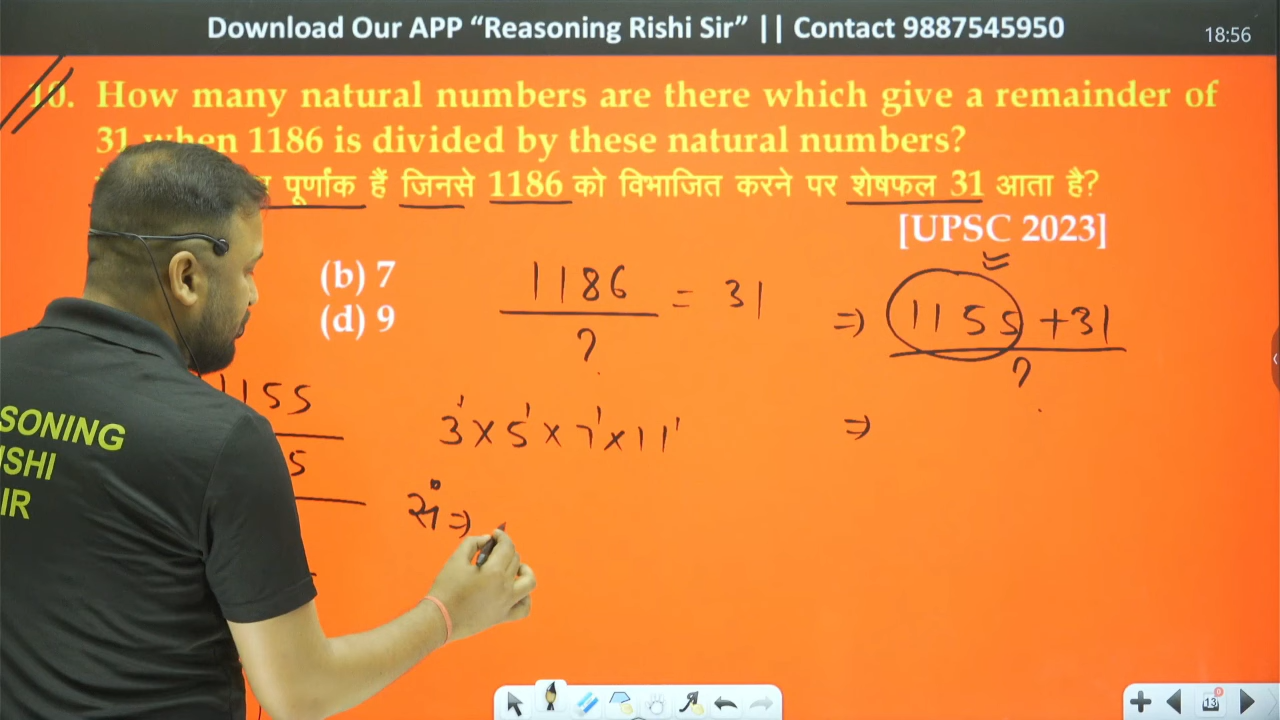 Download Our APP “Reasoning Rishi Sir” || Contact 9887545950
18:56
10. How many natural numbers are there which give a remainder of
31 when 1186 is divided by these natural numbers?
पूर्णांक हैं जिनसे 1186 को विभाजित करने पर शेषफल 31 आता है?
[UPSC 2023]
(b) 7
(d) 9
1186 / ? = 31
⇒ 1155 + 31 / ?
1155
5
3¹ × 5¹ × 7¹ × 11¹
⇒
सं ⇒
SONING
ISHI
IR
13